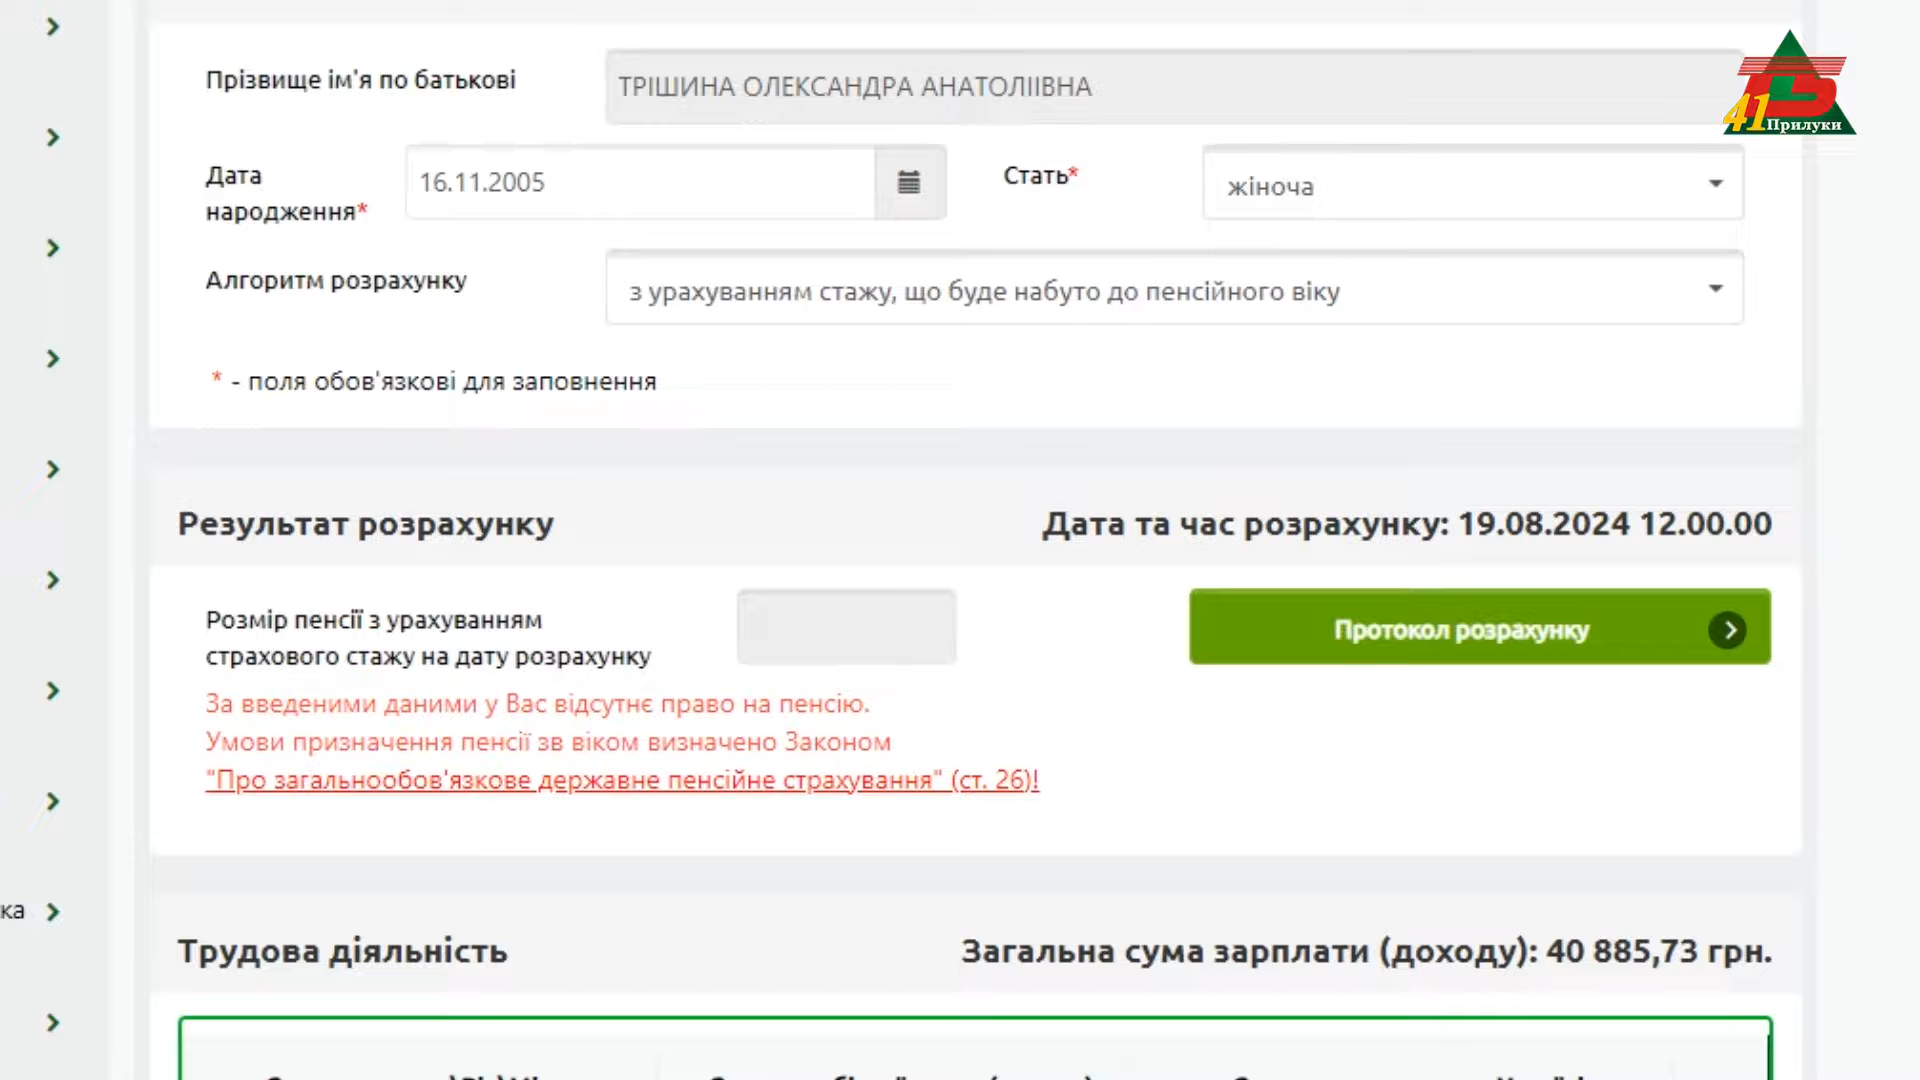 Прізвище ім'я по батькові
ТРІШИНА ОЛЕКСАНДРА АНАТОЛІІВНА
41 Прилуки
Дата народження*
16.11.2005
Стать*
жіноча
Алгоритм розрахунку
з урахуванням стажу, що буде набуто до пенсійного віку
* - поля обов'язкові для заповнення
Результат розрахунку
Дата та час розрахунку: 19.08.2024 12.00.00
Розмір пенсії з урахуванням
страхового стажу на дату розрахунку
Протокол розрахунку
За введеними даними у Вас відсутнє право на пенсію.
Умови призначення пенсії зв віком визначено Законом
"Про загальнообов'язкове державне пенсійне страхування" (ст. 26)!
ка
Трудова діяльність
Загальна сума зарплати (доходу): 40 885,73 грн.